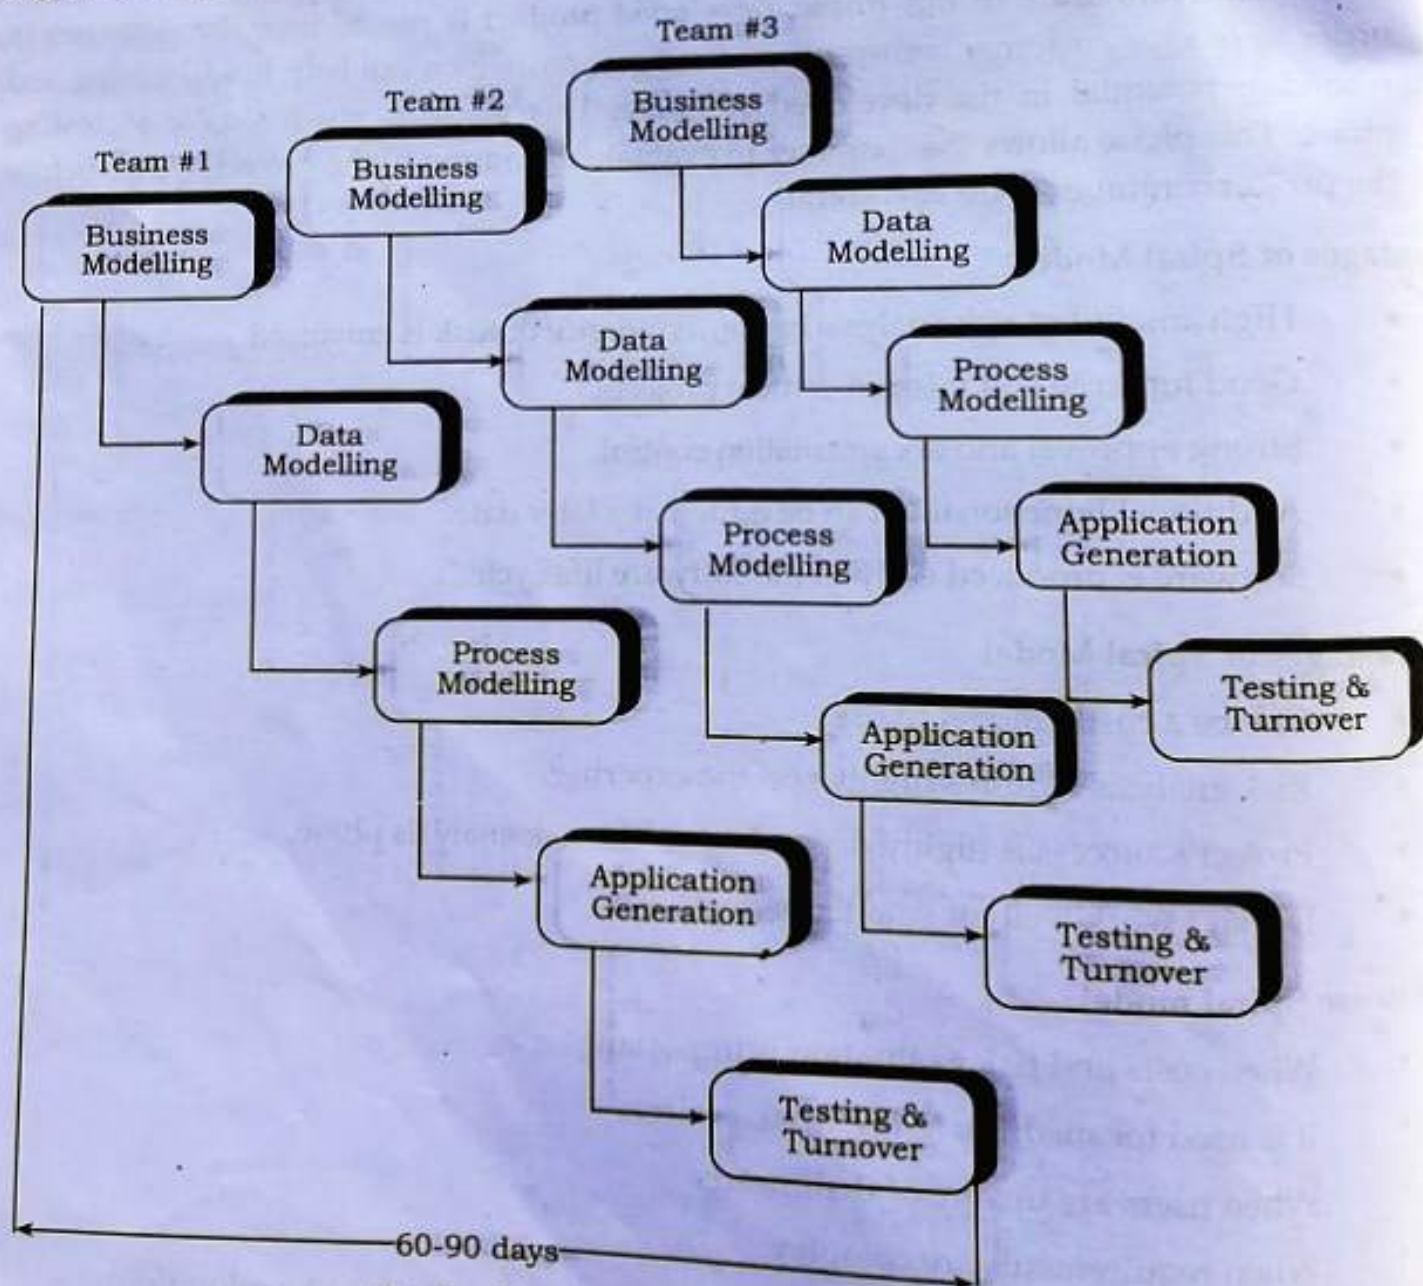 Team #1
Business
Modelling
Data
Modelling
Process
Modelling
Application
Generation
Testing &
Turnover
Team #2
Business
Modelling
Data
Modelling
Process
Modelling
Application
Generation
Testing &
Turnover
Team #3
Business
Modelling
Data
Modelling
Process
Modelling
Application
Generation
Testing &
Turnover
60-90 days